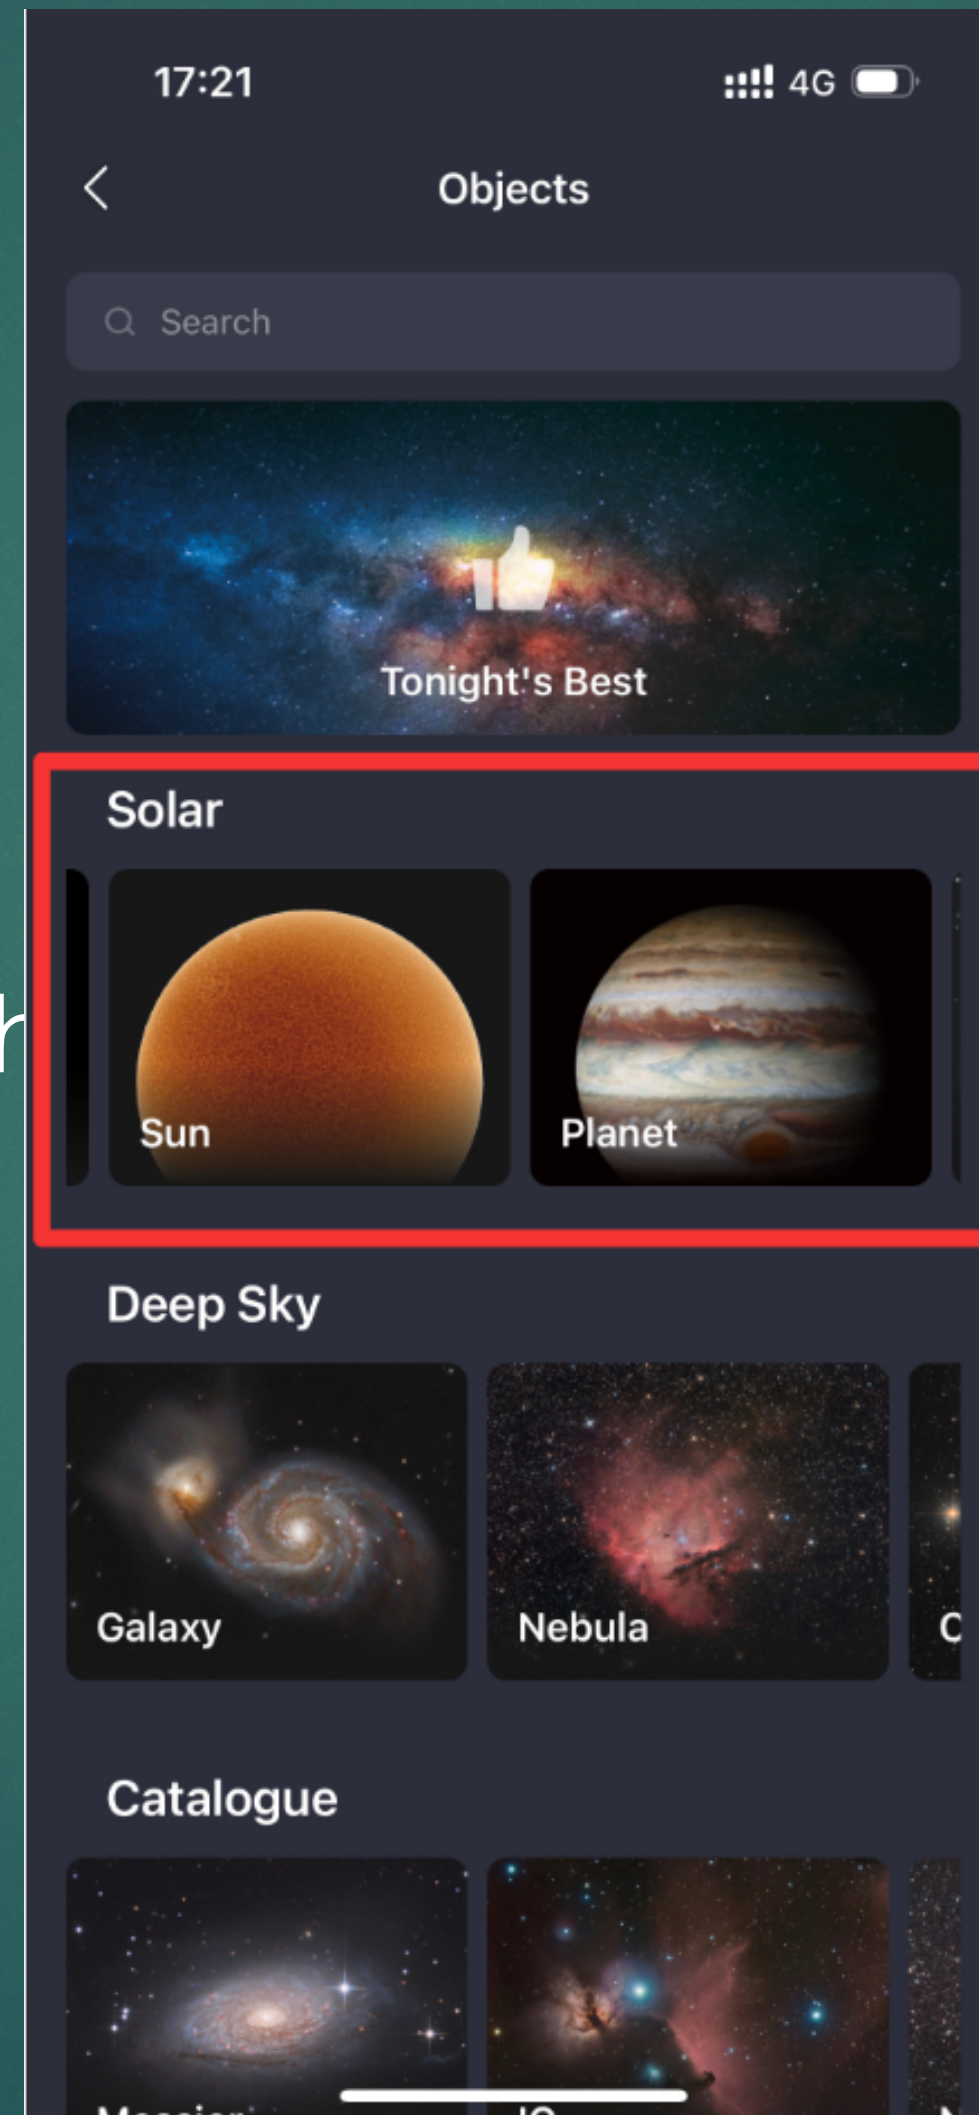 17:21 4G
Objects
Search
Tonight's Best
Solar
Sun Planet
Deep Sky
Galaxy Nebula
Catalogue